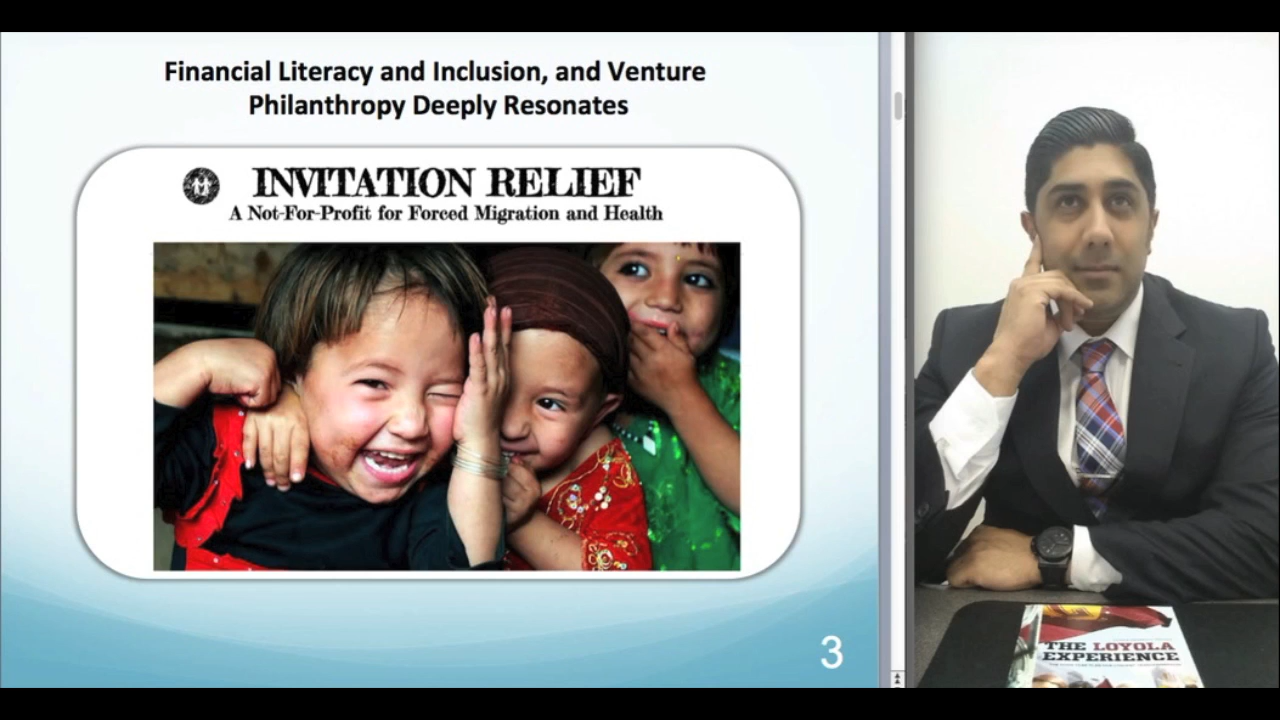 Financial Literacy and Inclusion, and Venture
Philanthropy Deeply Resonates
INVITATION RELIEF
A Not-For-Profit for Forced Migration and Health
3
THE LOYOLA
EXPERIENCE